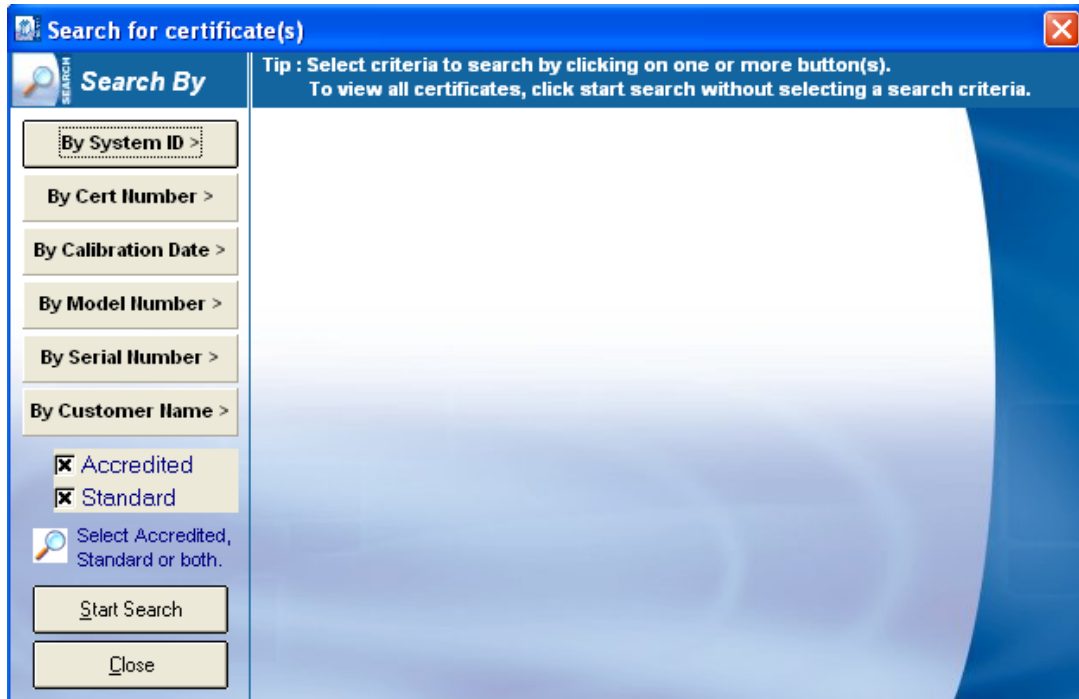 Search for certificate(s)
SEARCH
Search By
Tip : Select criteria to search by clicking on one or more button(s).
To view all certificates, click start search without selecting a search criteria.
By System ID >
By Cert Number >
By Calibration Date >
By Model Number >
By Serial Number >
By Customer Name >
Accredited
Standard
Select Accredited,
Standard or both.
Start Search
Close